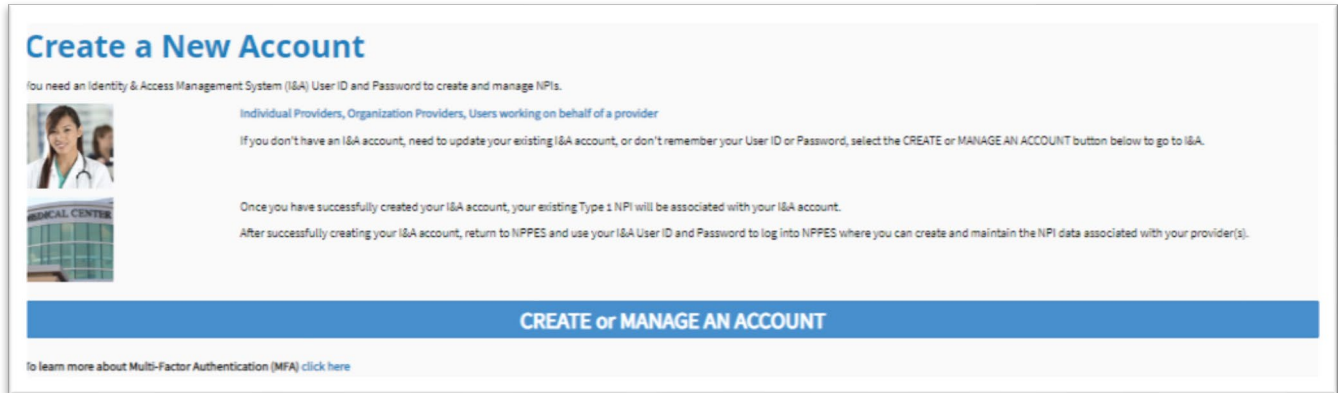 Create a New Account
You need an Identity & Access Management System (I&A) User ID and Password to create and manage NPIs.
Individual Providers, Organization Providers, Users working on behalf of a provider
If you don't have an I&A account, need to update your existing I&A account, or don't remember your User ID or Password, select the CREATE or MANAGE AN ACCOUNT button below to go to I&A.
MEDICAL CENTER
Once you have successfully created your I&A account, your existing Type 1 NPI will be associated with your I&A account.
After successfully creating your I&A account, return to NPPES and use your I&A User ID and Password to log into NPPES where you can create and maintain the NPI data associated with your provider(s).
CREATE or MANAGE AN ACCOUNT
To learn more about Multi-Factor Authentication (MFA) click here